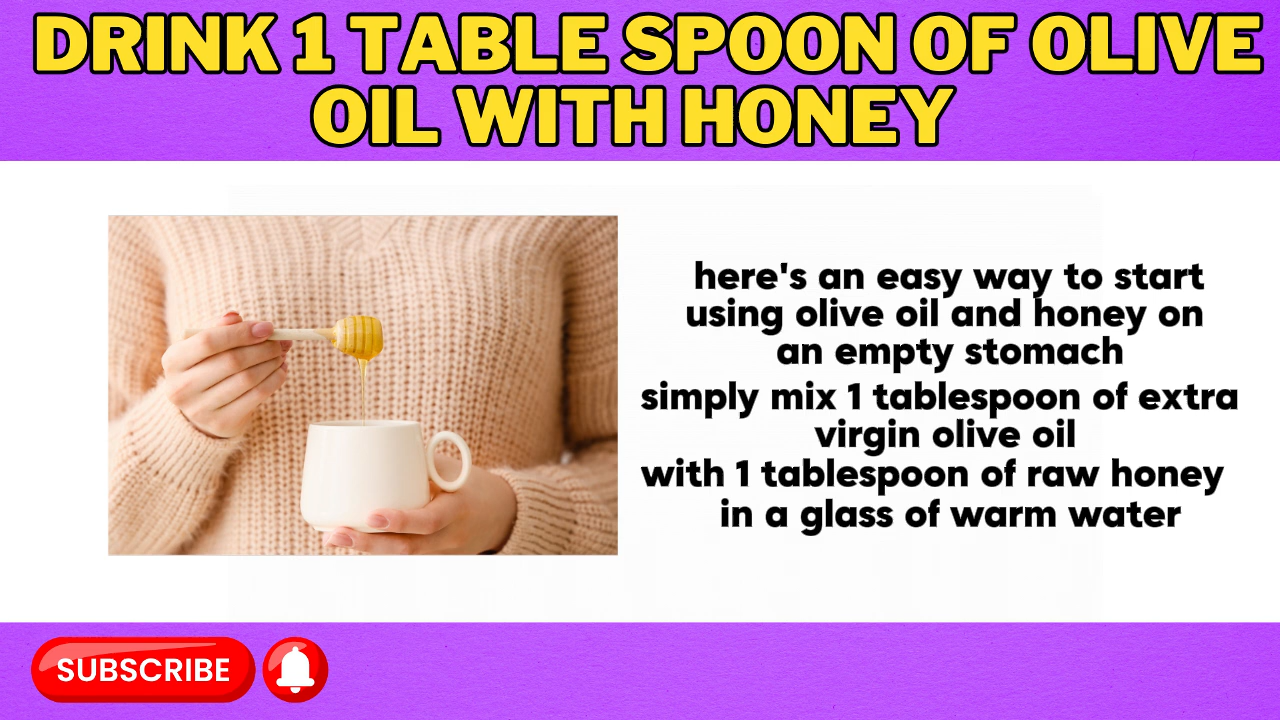 DRINK 1 TABLE SPOON OF OLIVE
OIL WITH HONEY
here's an easy way to start
using olive oil and honey on
an empty stomach
simply mix 1 tablespoon of extra
virgin olive oil
with 1 tablespoon of raw honey
in a glass of warm water
SUBSCRIBE